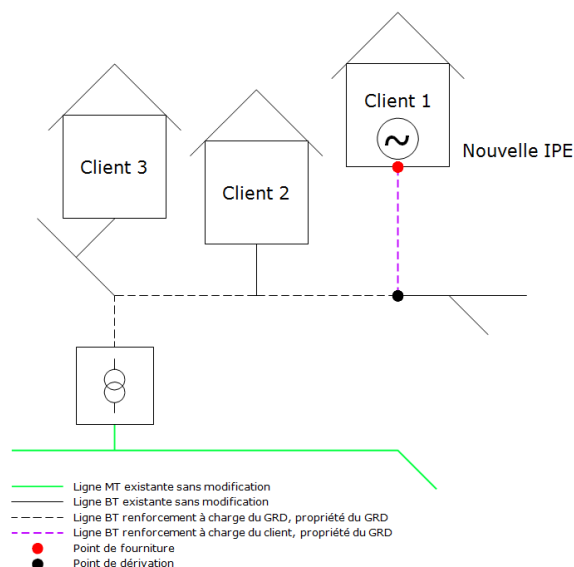 Client 1
Nouvelle IPE
Client 3
Client 2
Ligne MT existante sans modification
Ligne BT existante sans modification
Ligne BT renforcement à charge du GRD, propriété du GRD
Ligne BT renforcement à charge du client, propriété du GRD
Point de fourniture
Point de dérivation